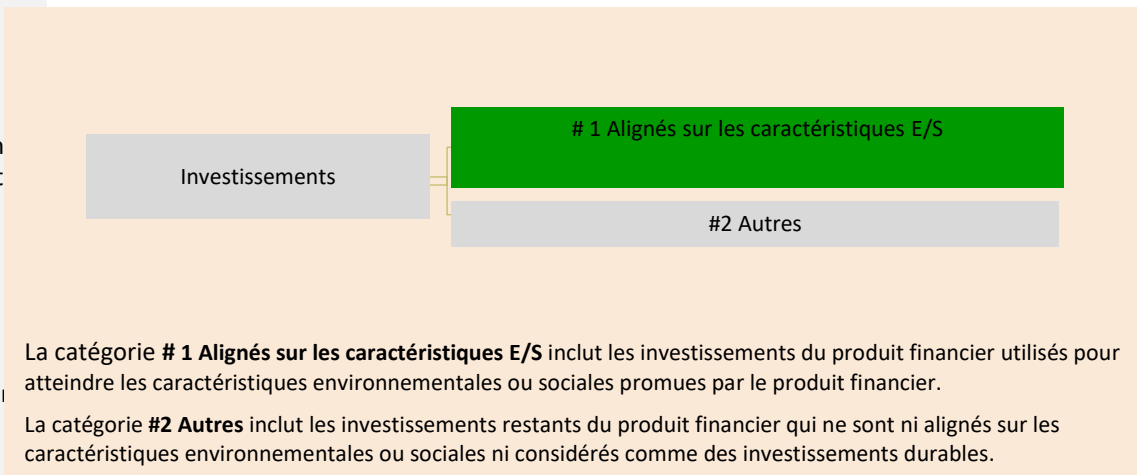 # 1 Alignés sur les caractéristiques E/S
Investissements
#2 Autres
La catégorie # 1 Alignés sur les caractéristiques E/S inclut les investissements du produit financier utilisés pour
atteindre les caractéristiques environnementales ou sociales promues par le produit financier.
La catégorie #2 Autres inclut les investissements restants du produit financier qui ne sont ni alignés sur les
caractéristiques environnementales ou sociales ni considérés comme des investissements durables.